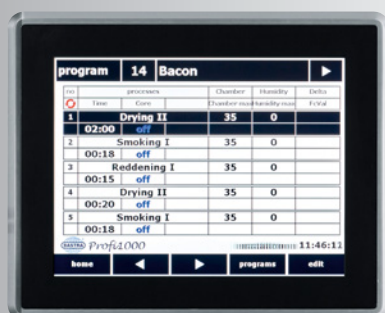 program 14 Bacon
no processes Chamber Humidity Delta
Time Core Chamber max Humidity max FcVal
1 Drying II 35 0
02:00 off
2 Smoking I 35 0
00:18 off
3 Reddening I 35 0
00:15 off
4 Drying II 35 0
00:20 off
5 Smoking I 35 0
00:18 off
BASTRA Profi1000 11:46:12
home programs edit